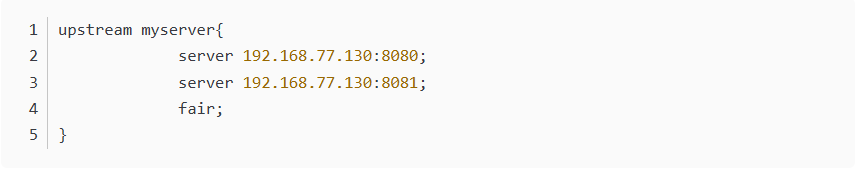 1 upstream myserver{
2 server 192.168.77.130:8080;
3 server 192.168.77.130:8081;
4 fair;
5 }